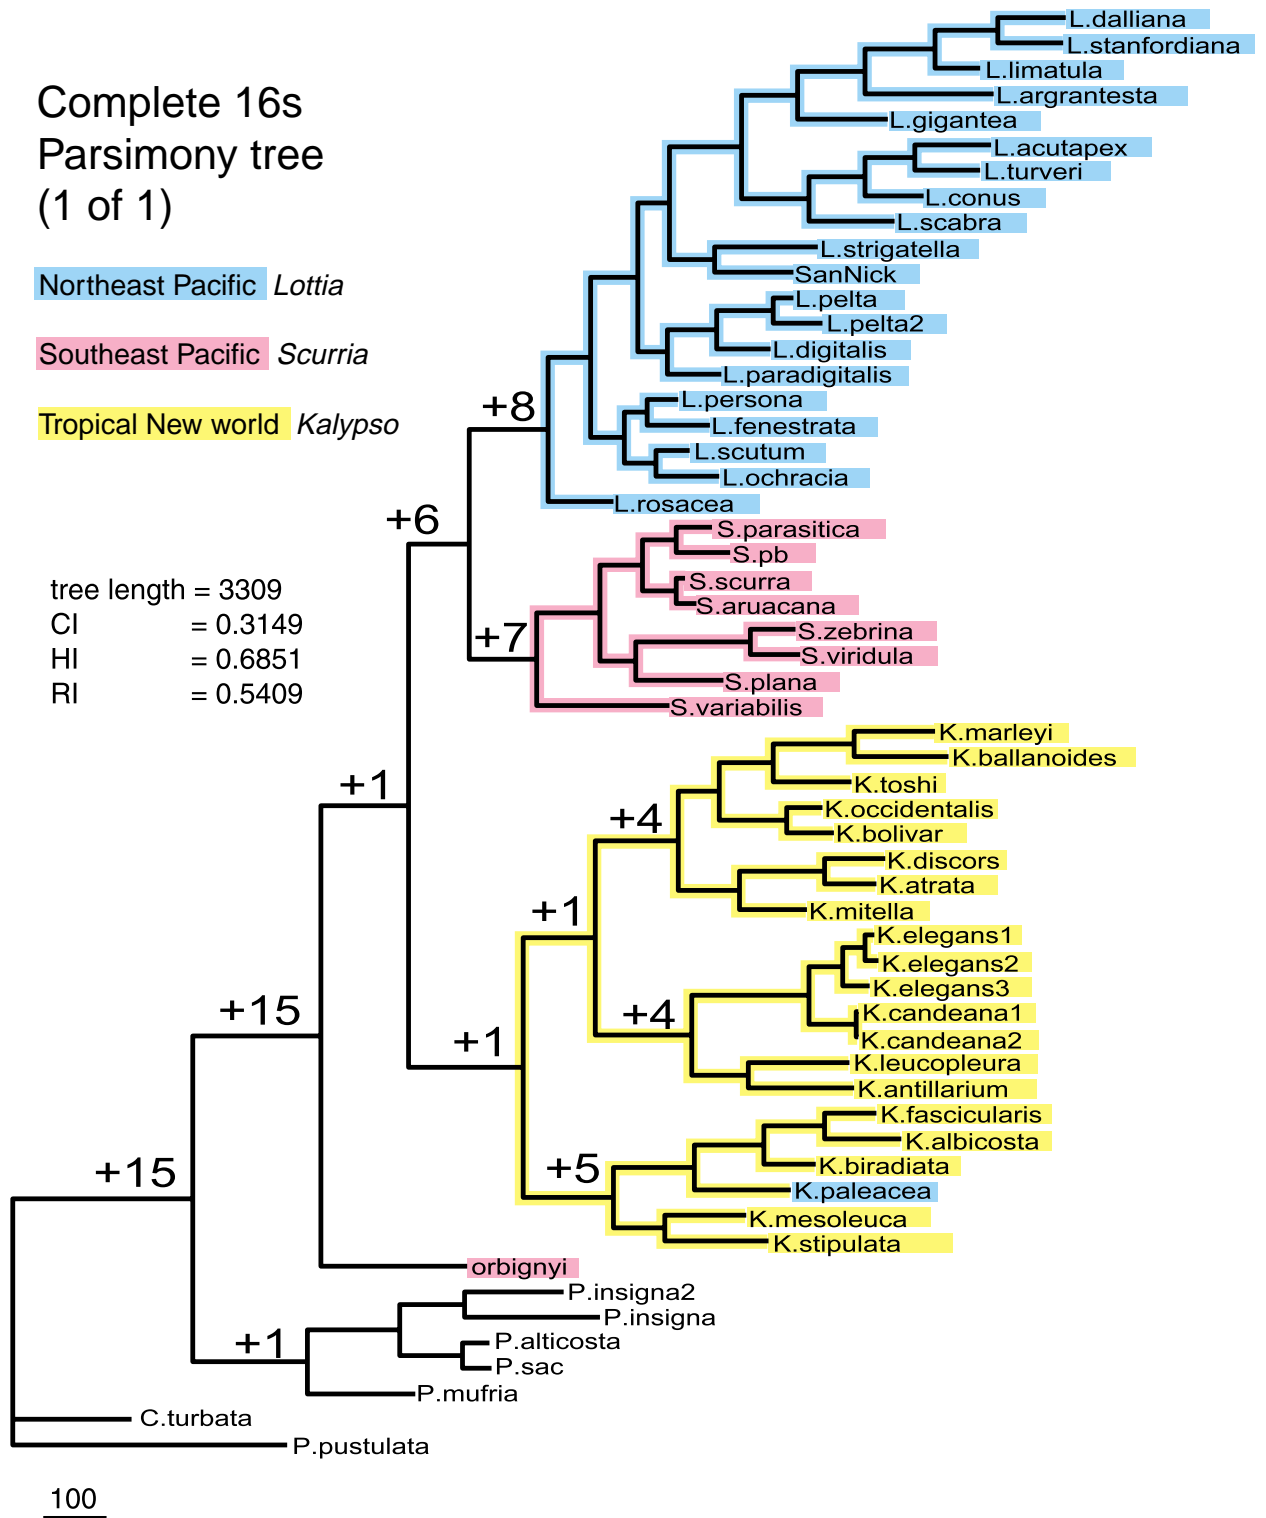 Complete 16s
Parsimony tree
(1 of 1)
Northeast Pacific Lottia
Southeast Pacific Scurria
Tropical New world Kalypso
tree length = 3309
CI = 0.3149
HI = 0.6851
RI = 0.5409
L.dalliana
L.stanfordiana
L.limatula
L.argrantesta
L.gigantea
L.acutapex
L.turveri
L.conus
L.scabra
L.strigatella
SanNick
L.pelta
L.pelta2
L.digitalis
L.paradigitalis
L.persona
+8
L.fenestrata
L.scutum
L.ochracia
L.rosacea
+6
S.parasitica
S.pb
S.scurra
S.aruacana
S.zebrina
+7
S.viridula
S.plana
S.variabilis
K.marleyi
K.ballanoides
+1
K.toshi
K.occidentalis
+4
K.bolivar
K.discors
K.atrata
K.mitella
+1
K.elegans1
K.elegans2
K.elegans3
+15
K.candeana1
+4
K.candeana2
+1
K.leucopleura
K.antillarium
K.fascicularis
K.albicosta
K.biradiata
+15
+5
K.paleacea
K.mesoleuca
K.stipulata
orbignyi
P.insigna2
P.insigna
+1
P.alticosta
P.sac
P.mufria
C.turbata
P.pustulata
100